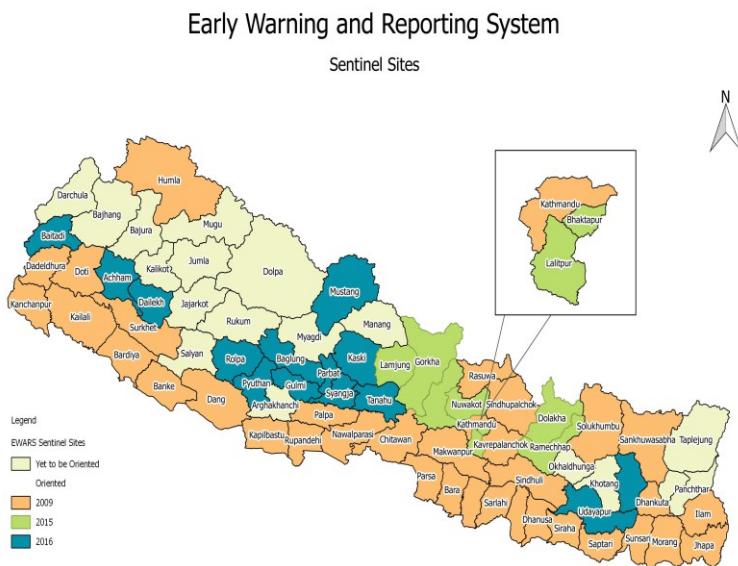 Early Warning and Reporting System
Sentinel Sites
N
Humla
Darchula
Bajhang
Bajura
Mugu
Baitadi
Dadeldhura
Doti
Achham
Kalikot
Jumla
Dolpa
Mustang
Kanchanpur
Kailali
Dailekh
Jajarkot
Surkhet
Rukum
Myagdi
Manang
Bardiya
Salyan
Rolpa
Baglung
Parbat
Kaski
Lamjung
Gorkha
Banke
Dang
Pyuthan
Gulmi
Syangja
Tanahu
Arghakhanchi
Palpa
Kapilbastu
Rupandehi
Nawalparasi
Chitawan
Rasuwa
Nuwakot
Sindhupalchok
Kathmandu
Kavrepalanchok
Makwanpur
Dolakha
Ramechhap
Solukhumbu
Sankhuwasabha
Taplejung
Okhaldhunga
Khotang
Panchthar
Parsa
Bara
Sarlahi
Sindhuli
Dhanusa
Siraha
Udayapur
Dhankuta
Ilam
Saptari
Sunsari
Morang
Jhapa
Kathmandu
Bhaktapur
Lalitpur
Legend
EWARS Sentinel Sites
Yet to be Oriented
Oriented
2009
2015
2016